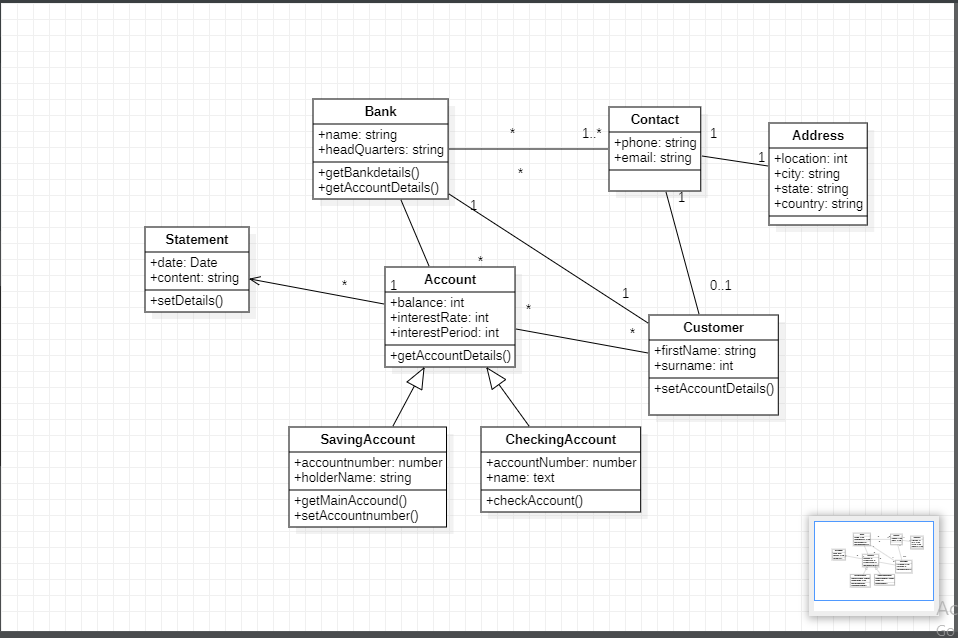 Bank
+name: string
+headQuarters: string
+getBankdetails()
+getAccountDetails()
*
1..*
*
Contact
+phone: string
+email: string
1
1
1
Address
+location: int
+city: string
+state: string
+country: string
1
Statement
+date: Date
+content: string
+setDetails()
*
*
1
Account
+balance: int
+interestRate: int
+interestPeriod: int
+getAccountDetails()
*
*
1
0..1
Customer
+firstName: string
+surname: int
+setAccountDetails()
SavingAccount
+accountnumber: number
+holderName: string
+getMainAccound()
+setAccountnumber()
CheckingAccount
+accountNumber: number
+name: text
+checkAccount()
Ac
Go